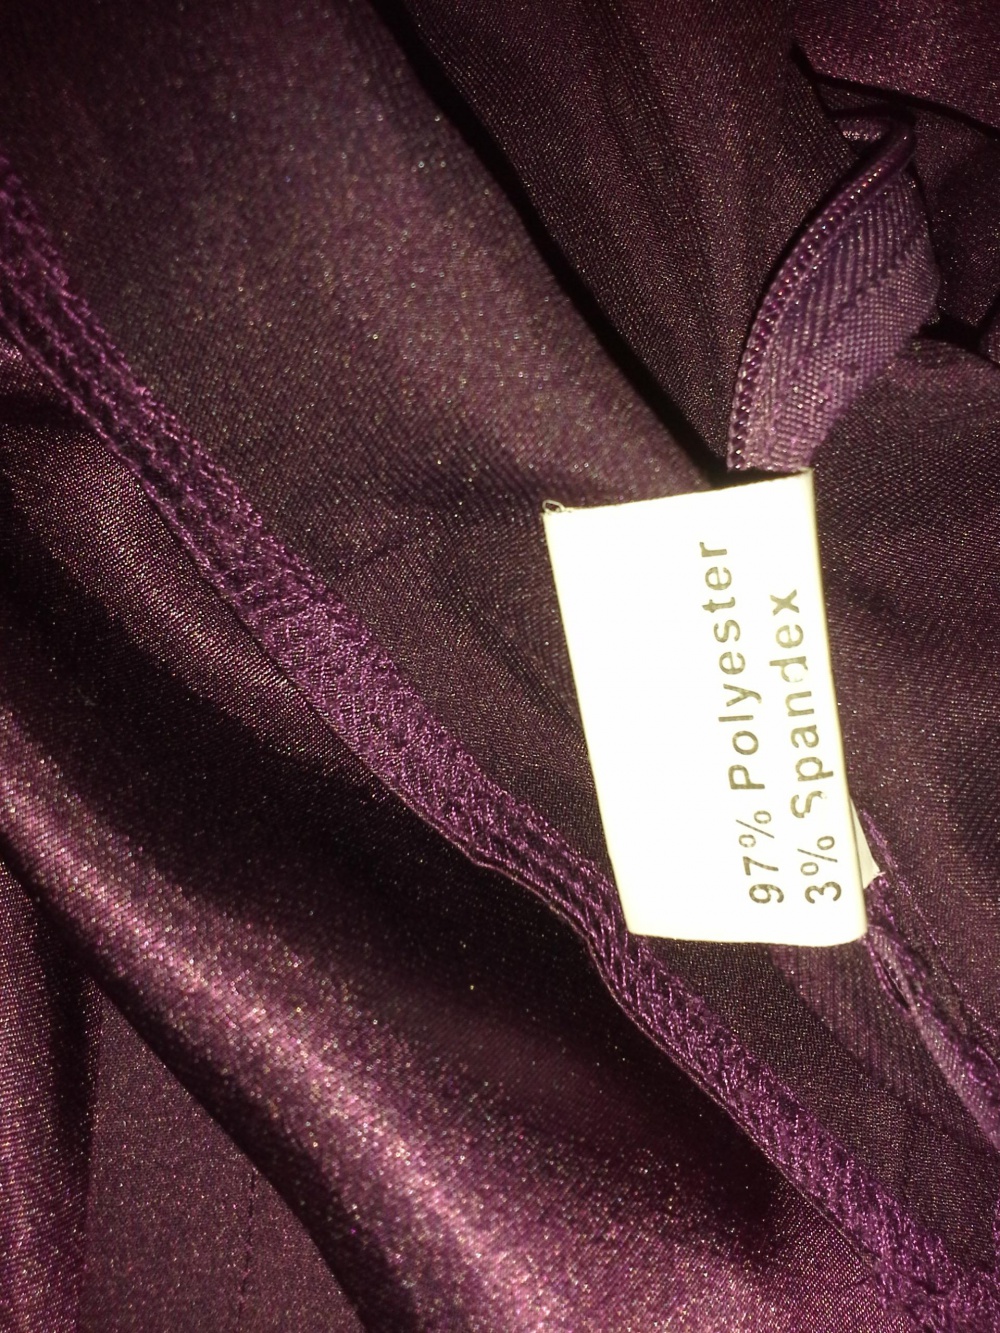 97% Polyester
3% Spandex